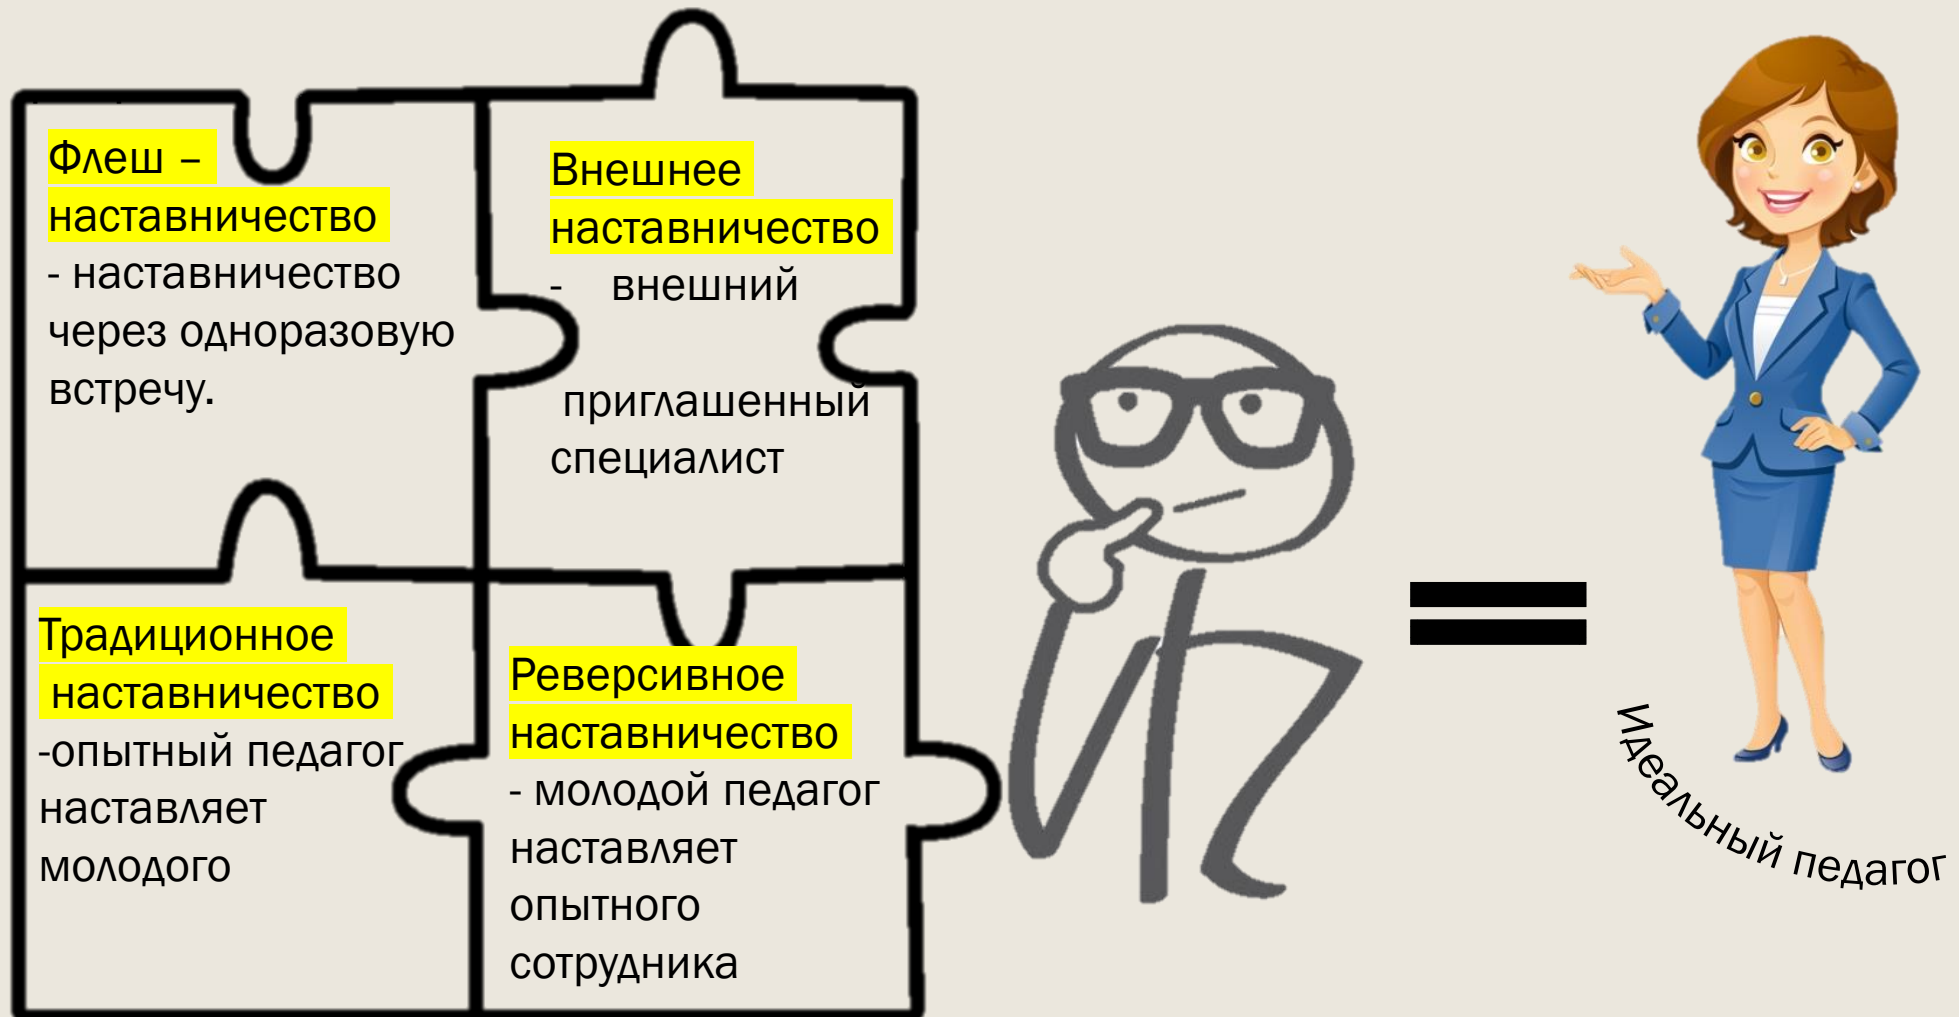 Флеш –
наставничество
- наставничество
через одноразовую
встречу.
Внешнее
наставничество
- внешний
приглашенный
специалист
Традиционное
наставничество
-опытный педагог
наставляет
молодого
Реверсивное
наставничество
- молодой педагог
наставляет
опытного
сотрудника
Идеальный педагог